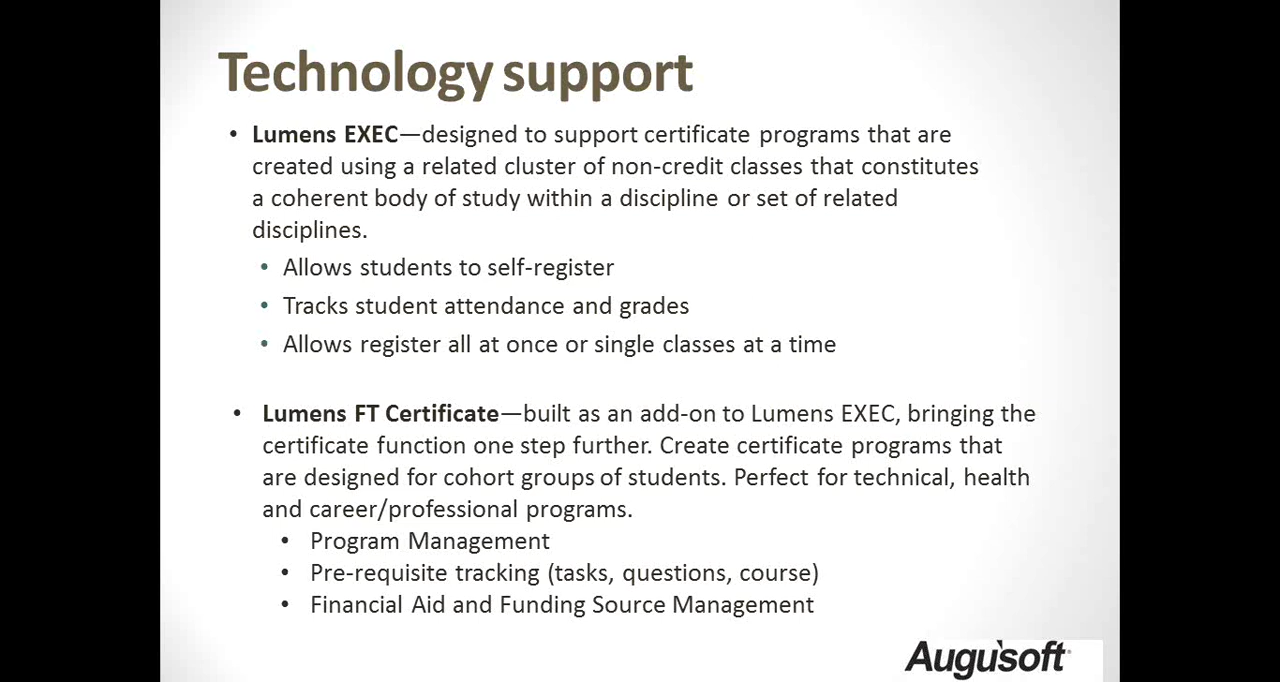 Technology support
• Lumens EXEC—designed to support certificate programs that are
created using a related cluster of non-credit classes that constitutes
a coherent body of study within a discipline or set of related
disciplines.
• Allows students to self-register
• Tracks student attendance and grades
• Allows register all at once or single classes at a time
• Lumens FT Certificate—built as an add-on to Lumens EXEC, bringing the
certificate function one step further. Create certificate programs that
are designed for cohort groups of students. Perfect for technical, health
and career/professional programs.
• Program Management
• Pre-requisite tracking (tasks, questions, course)
• Financial Aid and Funding Source Management
Augusoft